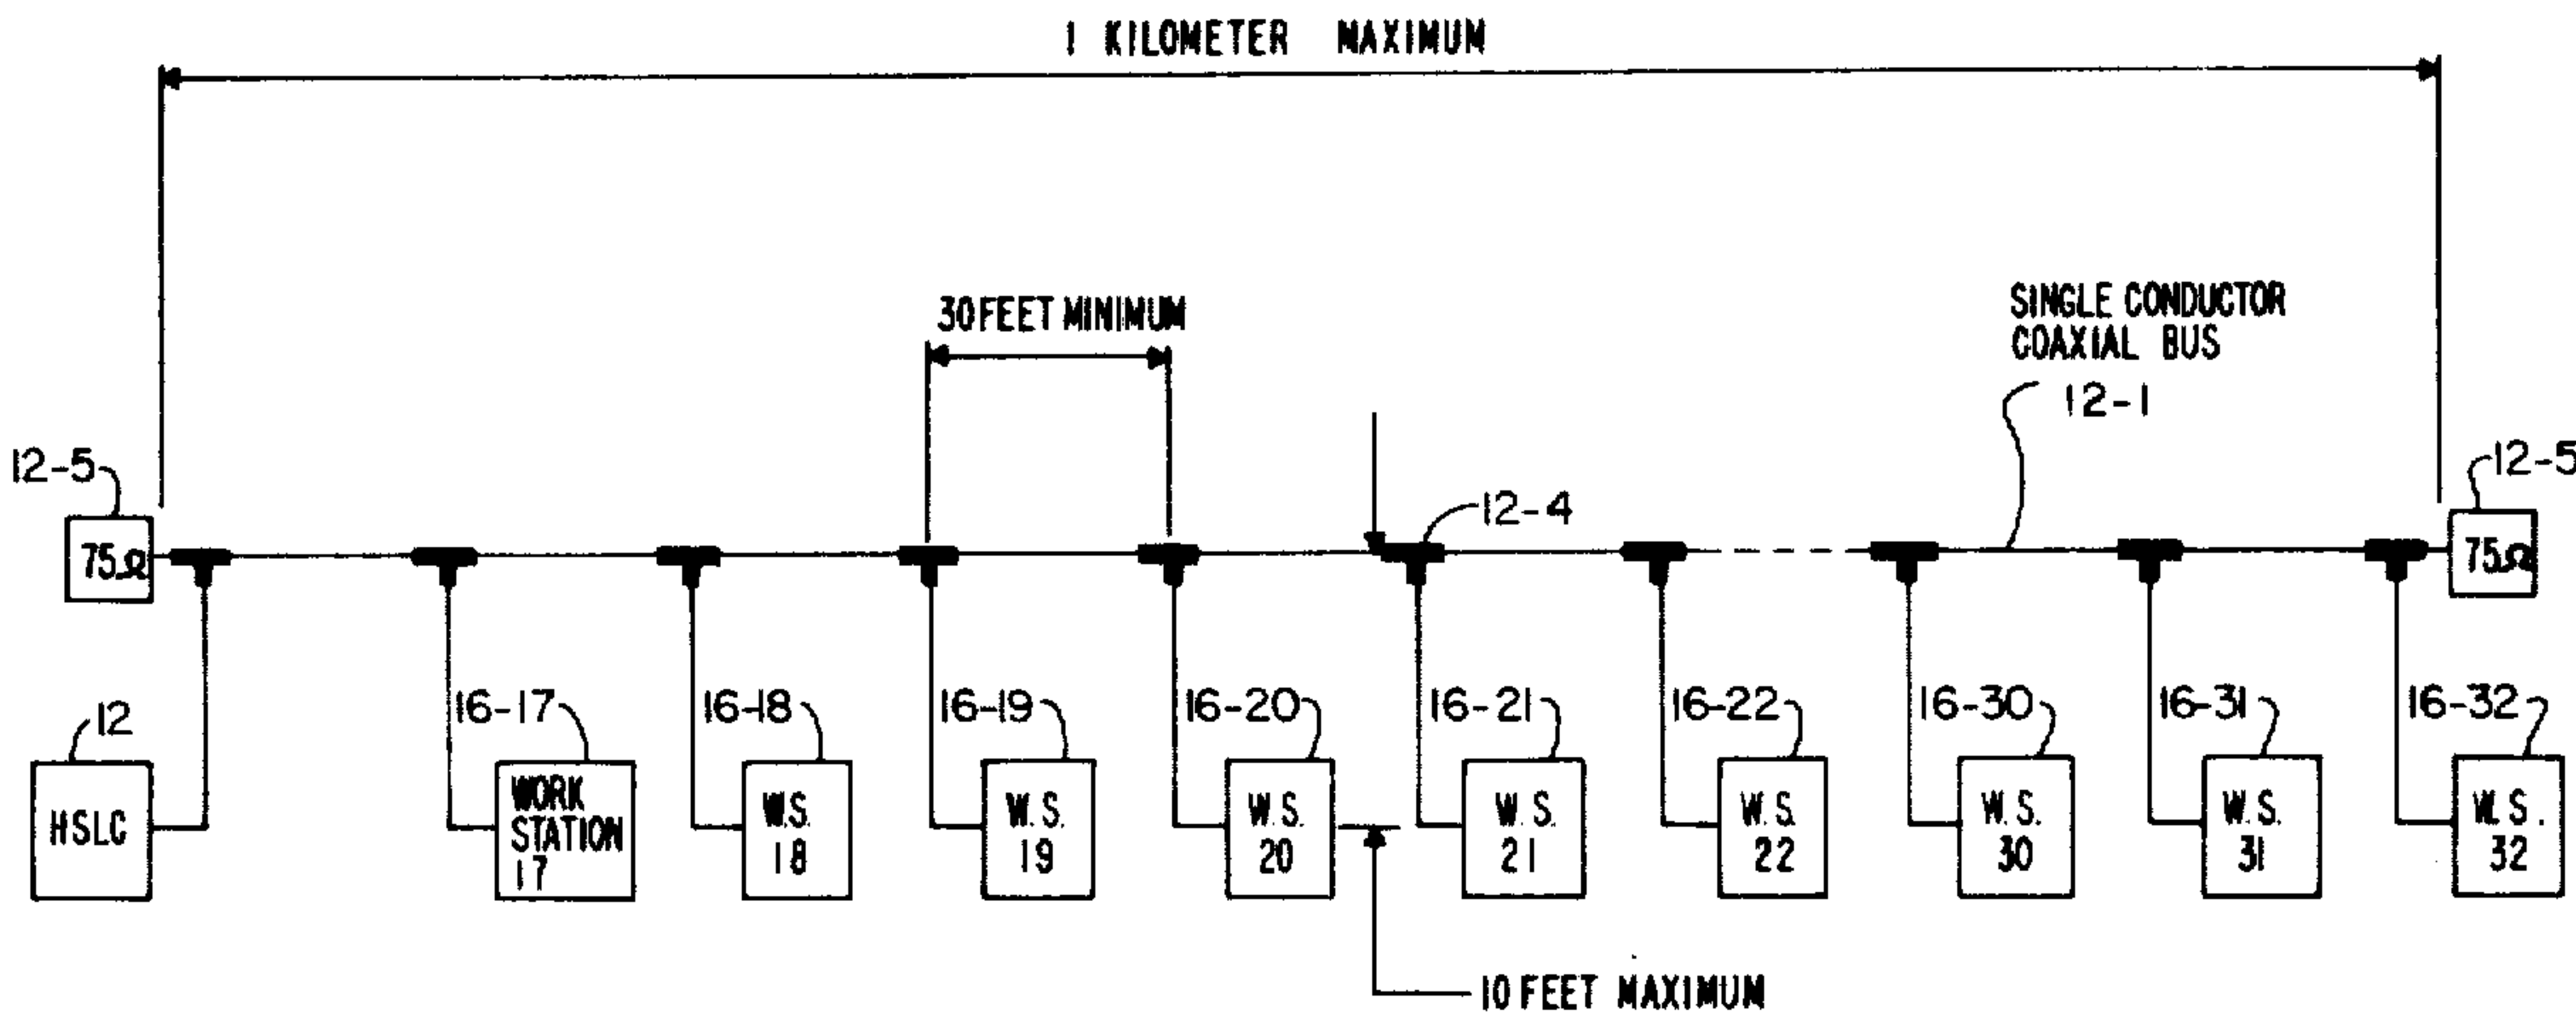 1 KILOMETER MAXIMUM
30 FEET MINIMUM
SINGLE CONDUCTOR
COAXIAL BUS
12-1
12-5
12-4
12-5
75Ω
75Ω
12
16-17
16-18
16-19
16-20
16-21
16-22
16-30
16-31
16-32
HSLC
WORK
STATION
17
W.S.
18
W.S.
19
W.S.
20
W.S.
21
W.S.
22
W.S.
30
W.S.
31
W.S.
32
10 FEET MAXIMUM